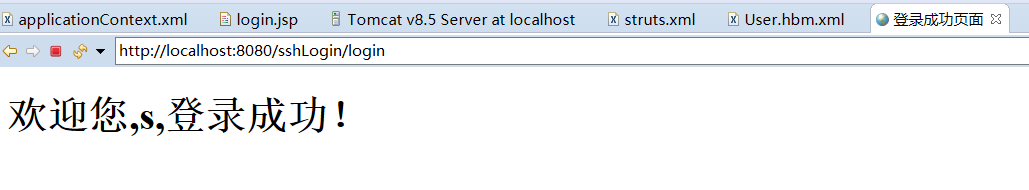 applicationContext.xml login.jsp Tomcat v8.5 Server at localhost struts.xml User.hbm.xml 登录成功页面
http://localhost:8080/sshLogin/login
欢迎您,s,登录成功！